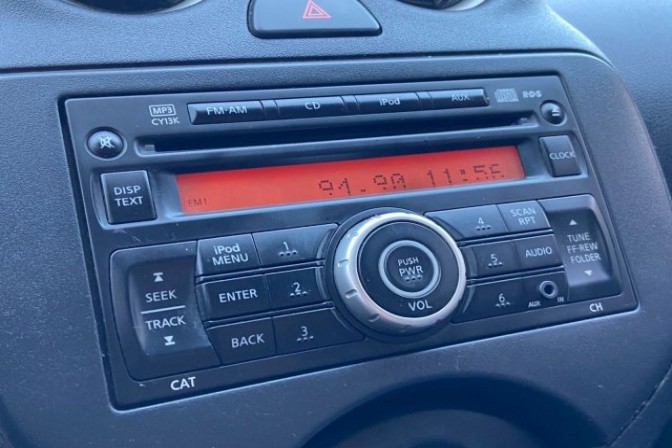 FM·AM CD iPod AUX
MP3
CY13K
RDS
DISP
TEXT
FM1 94.90 11:56
CLOCK
iPod
MENU
1
4
SCAN
RPT
SEEK
TRACK
ENTER
2
PUSH
PWR
VOL
5
AUDIO
TUNE
FF·REW
FOLDER
BACK
3
6
AUX IN
CAT
CH